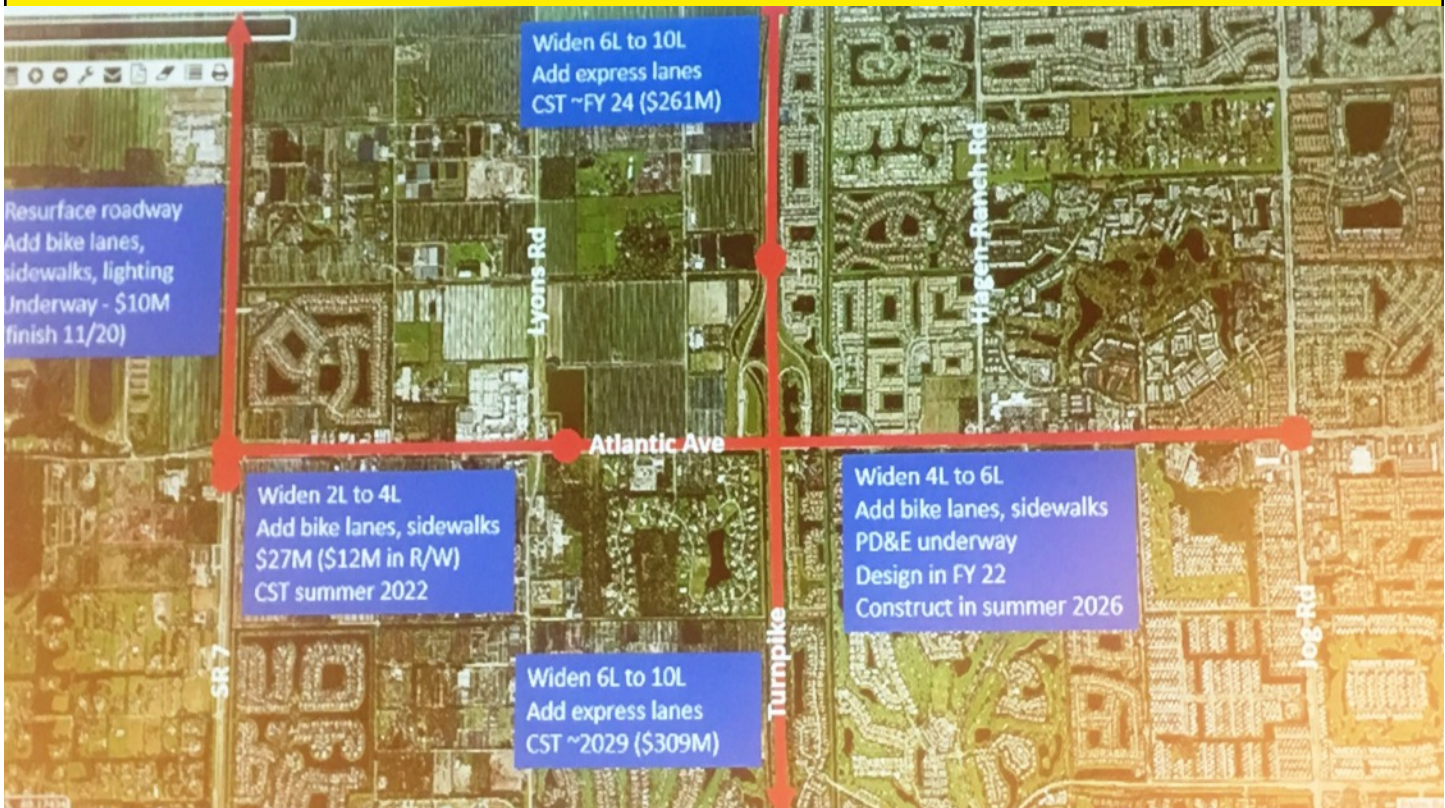 Widen 6L to 10L
Add express lanes
CST ~FY 24 ($261M)
Resurface roadway
Add bike lanes,
sidewalks, lighting
Underway - $10M
finish 11/20)
Lyons Rd
Hagen Ranch Rd
Atlantic Ave
Widen 2L to 4L
Add bike lanes, sidewalks
$27M ($12M in R/W)
CST summer 2022
Widen 4L to 6L
Add bike lanes, sidewalks
PD&E underway
Design in FY 22
Construct in summer 2026
SR 7
Turnpike
Jog Rd
Widen 6L to 10L
Add express lanes
CST ~2029 ($309M)